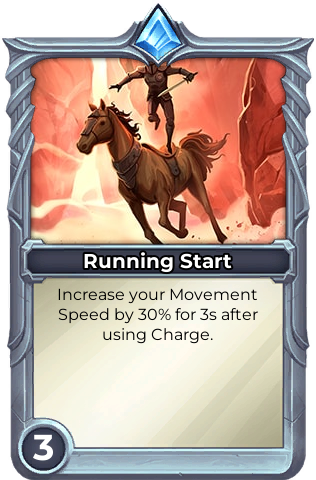 Running Start
Increase your Movement
Speed by 30% for 3s after
using Charge.
3